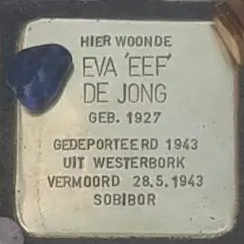 HIER WOONDE
EVA 'EEF'
DE JONG
GEB. 1927
GEDEPORTEERD 1943
UIT WESTERBORK
VERMOORD 28.5.1943
SOBIBOR